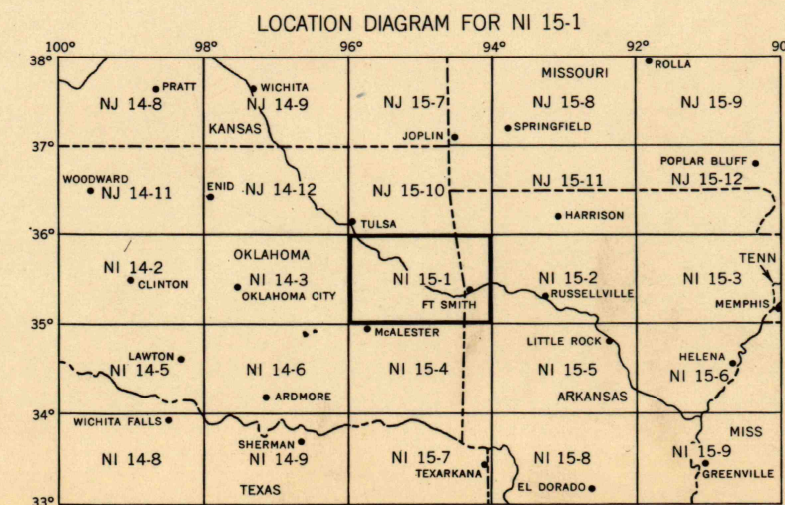 LOCATION DIAGRAM FOR NI 15-1
100° 98° 96° 94° 92° 90
38°
PRATT
NJ 14-8
WICHITA
NJ 14-9
KANSAS
NJ 15-7
JOPLIN
MISSOURI
NJ 15-8
SPRINGFIELD
ROLLA
NJ 15-9
37°
WOODWARD
NJ 14-11
ENID
NJ 14-12
NJ 15-10
TULSA
NJ 15-11
HARRISON
POPLAR BLUFF
NJ 15-12
36°
NI 14-2
CLINTON
OKLAHOMA
NI 14-3
OKLAHOMA CITY
NI 15-1
FT SMITH
NI 15-2
RUSSELLVILLE
NI 15-3
TENN
MEMPHIS
35°
LAWTON
NI 14-5
NI 14-6
ARDMORE
McALESTER
NI 15-4
LITTLE ROCK
NI 15-5
ARKANSAS
HELENA
NI 15-6
34°
WICHITA FALLS
NI 14-8
SHERMAN
NI 14-9
TEXAS
NI 15-7
TEXARKANA
NI 15-8
EL DORADO
MISS
NI 15-9
GREENVILLE
33°